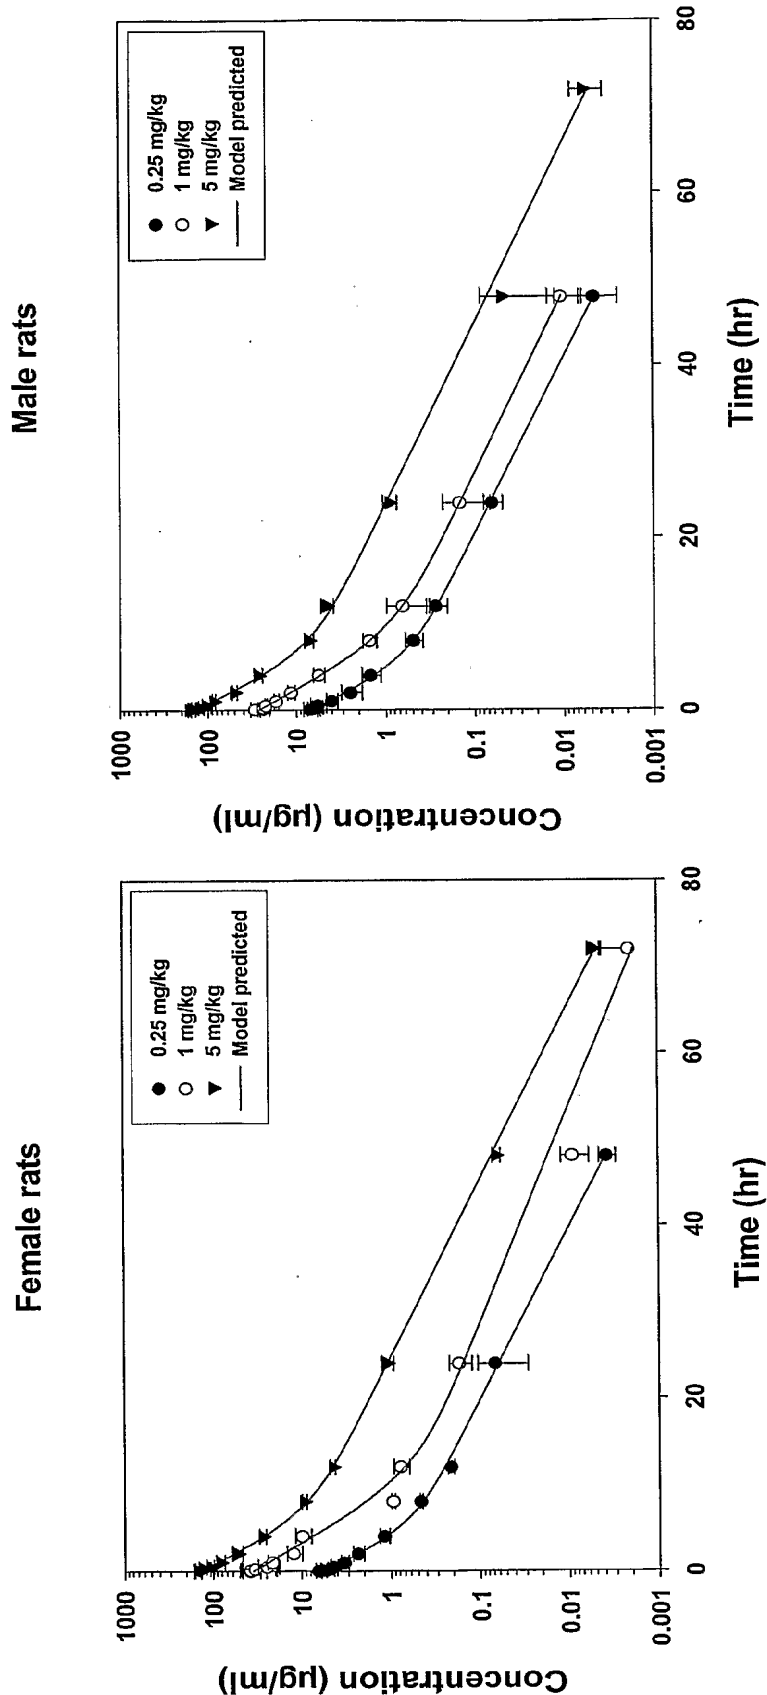 Female rats
Concentration (µg/ml)
1000
100
10
1
0.1
0.01
0.001
0
20
40
60
80
Time (hr)
0.25 mg/kg
1 mg/kg
5 mg/kg
Model predicted
Male rats
Concentration (µg/ml)
1000
100
10
1
0.1
0.01
0.001
0
20
40
60
80
Time (hr)
0.25 mg/kg
1 mg/kg
5 mg/kg
Model predicted